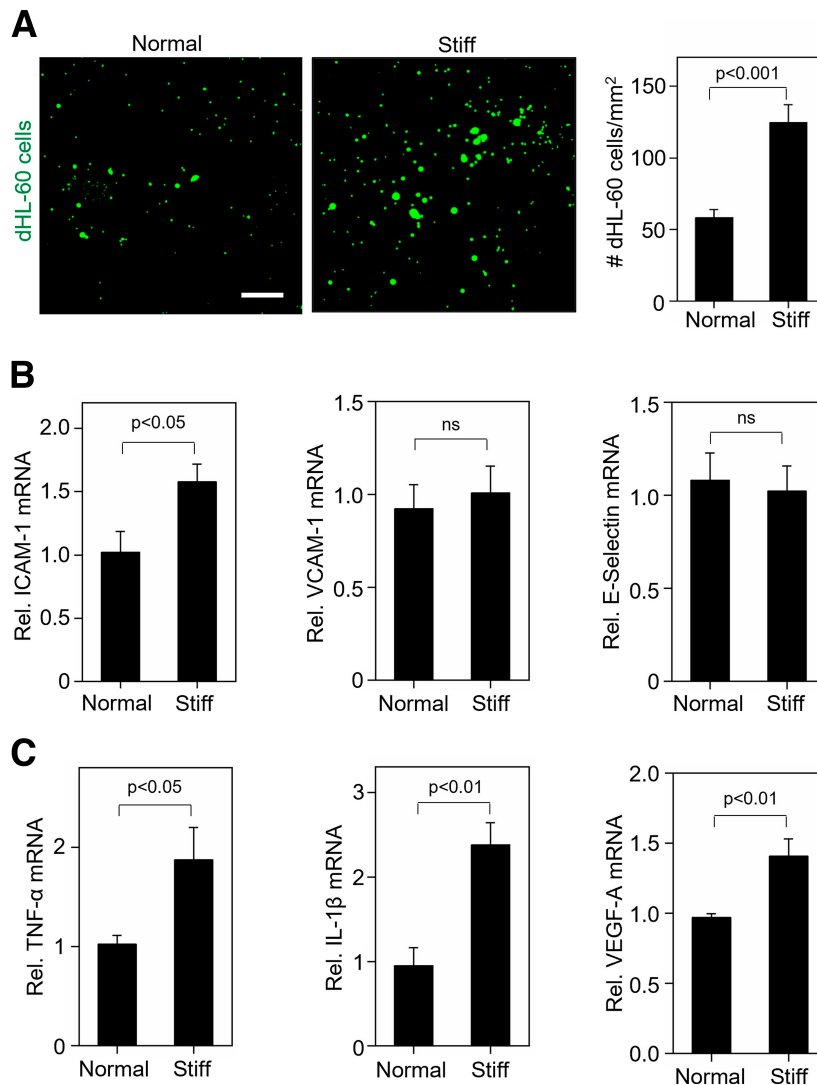 A
Normal
Stiff
dHL-60 cells
# dHL-60 cells/mm²
150
100
50
0
p<0.001
Normal
Stiff
B
Rel. ICAM-1 mRNA
2.0
1.5
1.0
0.5
0
p<0.05
Normal
Stiff
Rel. VCAM-1 mRNA
1.5
1.0
0.5
0
ns
Normal
Stiff
Rel. E-Selectin mRNA
1.5
1.0
0.5
0
ns
Normal
Stiff
C
Rel. TNF-α mRNA
2
1
0
p<0.05
Normal
Stiff
Rel. IL-1β mRNA
3
2
1
0
p<0.01
Normal
Stiff
Rel. VEGF-A mRNA
2.0
1.5
1.0
0.5
0.0
p<0.01
Normal
Stiff